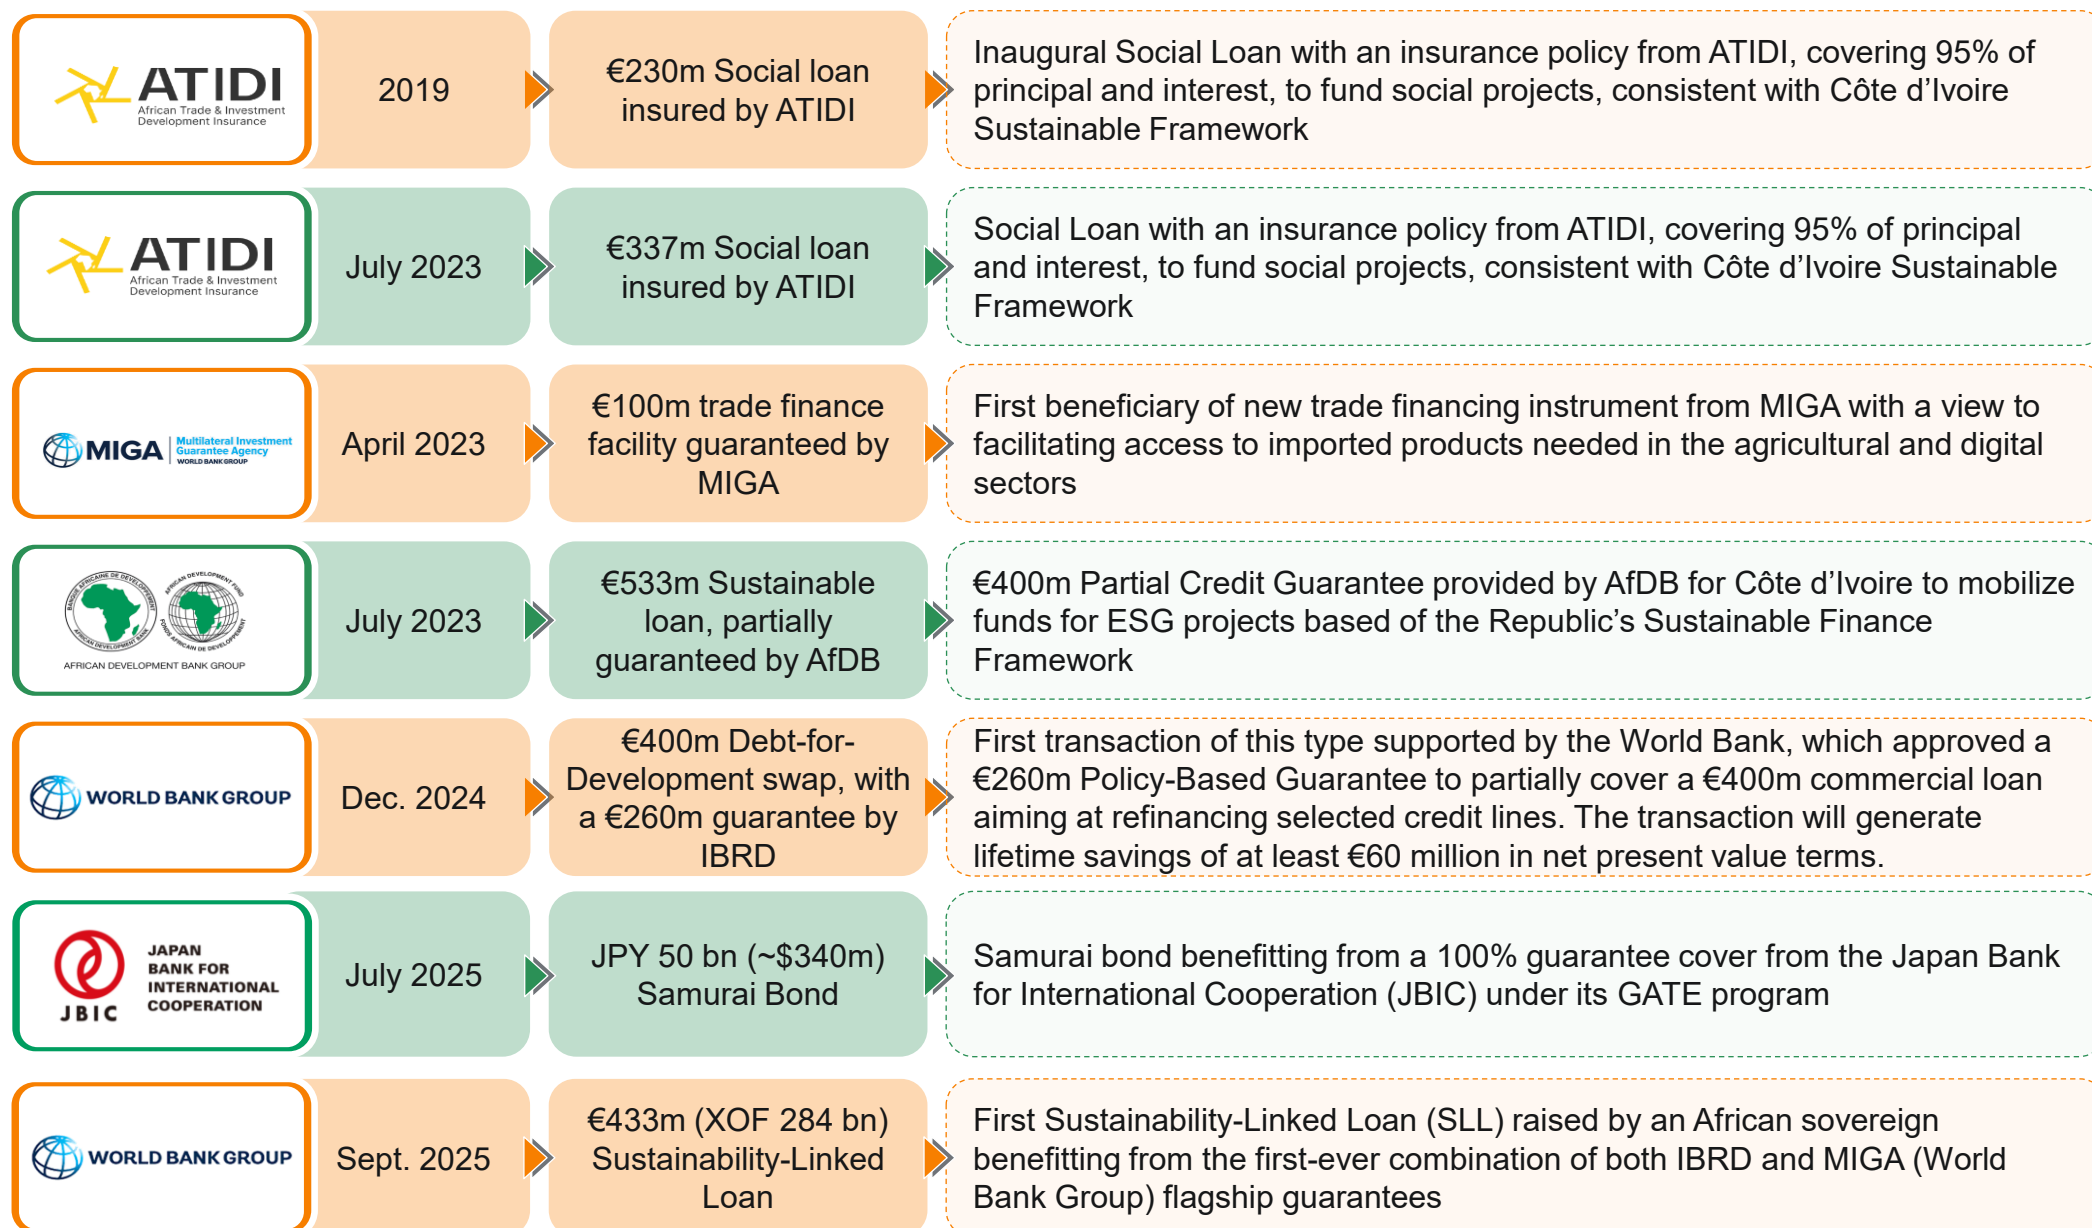 ATIDI
African Trade & Investment
Development Insurance
2019
€230m Social loan
insured by ATIDI
Inaugural Social Loan with an insurance policy from ATIDI, covering 95% of
principal and interest, to fund social projects, consistent with Côte d’Ivoire
Sustainable Framework
ATIDI
African Trade & Investment
Development Insurance
July 2023
€337m Social loan
insured by ATIDI
Social Loan with an insurance policy from ATIDI, covering 95% of principal
and interest, to fund social projects, consistent with Côte d’Ivoire Sustainable
Framework
MIGA
Multilateral Investment
Guarantee Agency
WORLD BANK GROUP
April 2023
€100m trade finance
facility guaranteed by
MIGA
First beneficiary of new trade financing instrument from MIGA with a view to
facilitating access to imported products needed in the agricultural and digital
sectors
BANQUE AFRICAINE DE DEVELOPPEMENT
AFRICAN DEVELOPMENT BANK
AFRICAN DEVELOPMENT FUND
FONDS AFRICAIN DE DEVELOPPEMENT
AFRICAN DEVELOPMENT BANK GROUP
July 2023
€533m Sustainable
loan, partially
guaranteed by AfDB
€400m Partial Credit Guarantee provided by AfDB for Côte d’Ivoire to mobilize
funds for ESG projects based of the Republic’s Sustainable Finance
Framework
WORLD BANK GROUP
Dec. 2024
€400m Debt-for-
Development swap, with
a €260m guarantee by
IBRD
First transaction of this type supported by the World Bank, which approved a
€260m Policy-Based Guarantee to partially cover a €400m commercial loan
aiming at refinancing selected credit lines. The transaction will generate
lifetime savings of at least €60 million in net present value terms.
JBIC
JAPAN
BANK FOR
INTERNATIONAL
COOPERATION
July 2025
JPY 50 bn (~$340m)
Samurai Bond
Samurai bond benefitting from a 100% guarantee cover from the Japan Bank
for International Cooperation (JBIC) under its GATE program
WORLD BANK GROUP
Sept. 2025
€433m (XOF 284 bn)
Sustainability-Linked
Loan
First Sustainability-Linked Loan (SLL) raised by an African sovereign
benefitting from the first-ever combination of both IBRD and MIGA (World
Bank Group) flagship guarantees